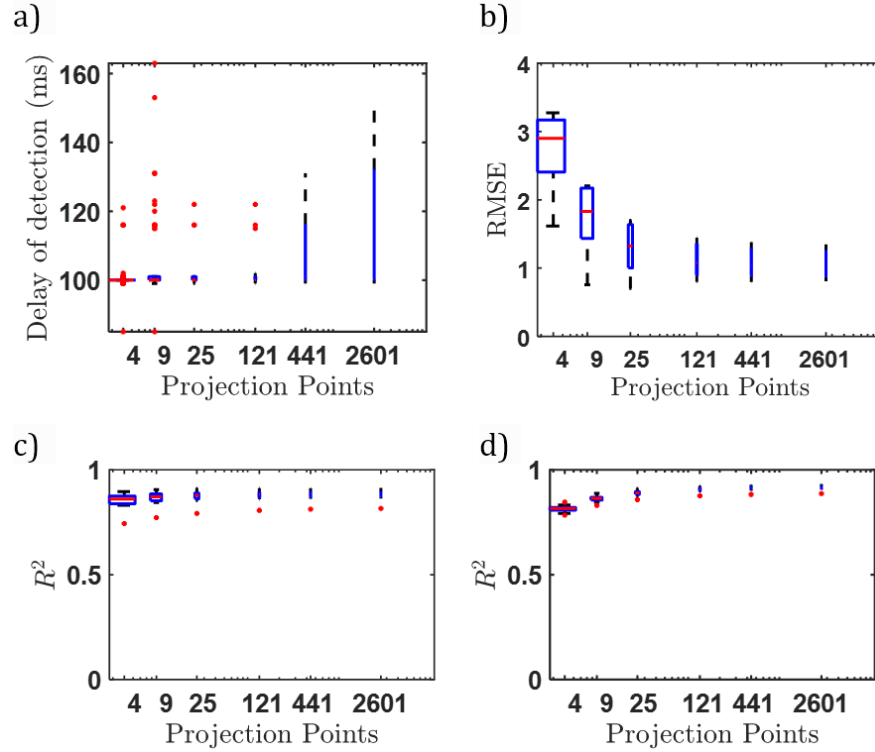 a)
Delay of detection (ms)
160
140
120
100
4 9 25 121 441 2601
Projection Points
b)
RMSE
4
3
2
1
0
4 9 25 121 441 2601
Projection Points
c)
R²
1
0.5
0
4 9 25 121 441 2601
Projection Points
d)
R²
1
0.5
0
4 9 25 121 441 2601
Projection Points